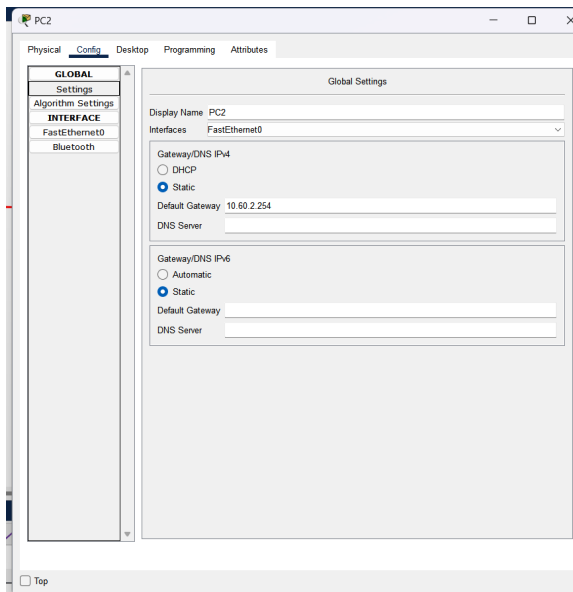 PC2
Physical Config Desktop Programming Attributes
GLOBAL
Settings
Algorithm Settings
INTERFACE
FastEthernet0
Bluetooth
Global Settings
Display Name PC2
Interfaces FastEthernet0
Gateway/DNS IPv4
DHCP
Static
Default Gateway 10.60.2.254
DNS Server
Gateway/DNS IPv6
Automatic
Static
Default Gateway
DNS Server
Top